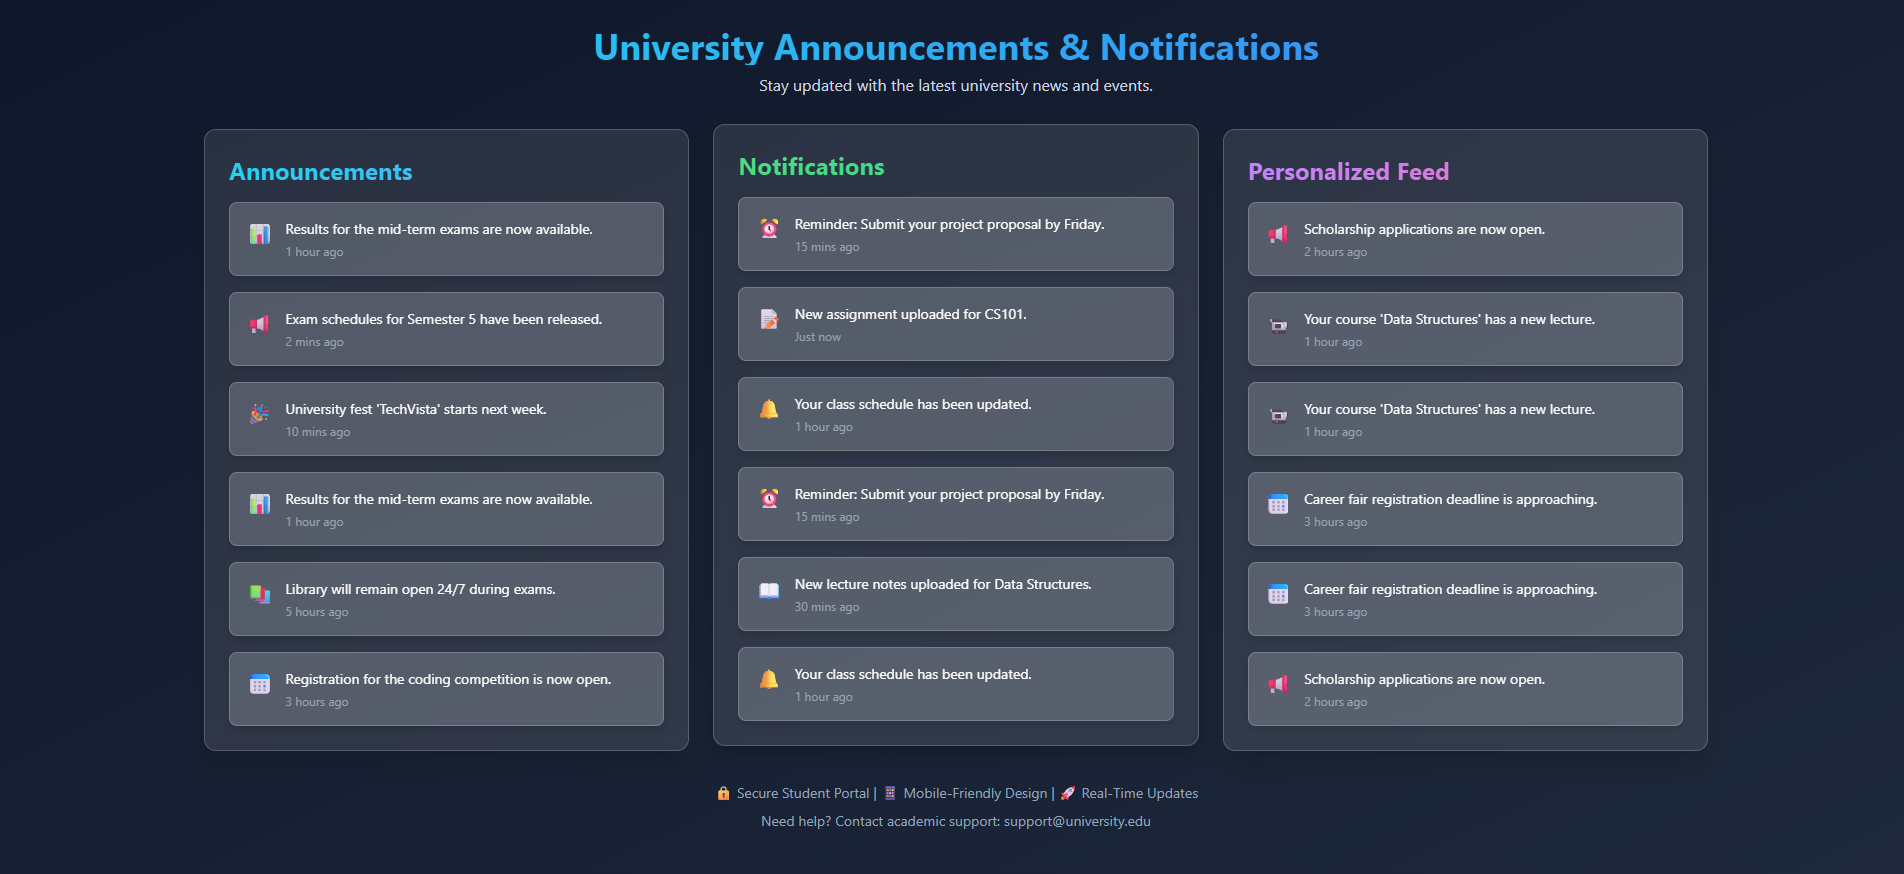 University Announcements & Notifications
Stay updated with the latest university news and events.
Announcements
Results for the mid-term exams are now available.
1 hour ago
Exam schedules for Semester 5 have been released.
2 mins ago
University fest 'TechVista' starts next week.
10 mins ago
Results for the mid-term exams are now available.
1 hour ago
Library will remain open 24/7 during exams.
5 hours ago
Registration for the coding competition is now open.
3 hours ago
Notifications
Reminder: Submit your project proposal by Friday.
15 mins ago
New assignment uploaded for CS101.
Just now
Your class schedule has been updated.
1 hour ago
Reminder: Submit your project proposal by Friday.
15 mins ago
New lecture notes uploaded for Data Structures.
30 mins ago
Your class schedule has been updated.
1 hour ago
Personalized Feed
Scholarship applications are now open.
2 hours ago
Your course 'Data Structures' has a new lecture.
1 hour ago
Your course 'Data Structures' has a new lecture.
1 hour ago
Career fair registration deadline is approaching.
3 hours ago
Career fair registration deadline is approaching.
3 hours ago
Scholarship applications are now open.
2 hours ago
Secure Student Portal | Mobile-Friendly Design | Real-Time Updates
Need help? Contact academic support: support@university.edu